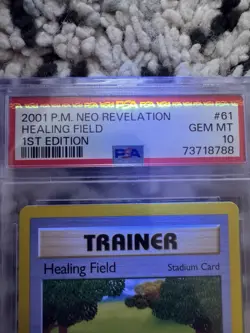 2001 P.M. NEO REVELATION #61
HEALING FIELD GEM MT
1ST EDITION 10
PSA 73718788
TRAINER
Healing Field Stadium Card